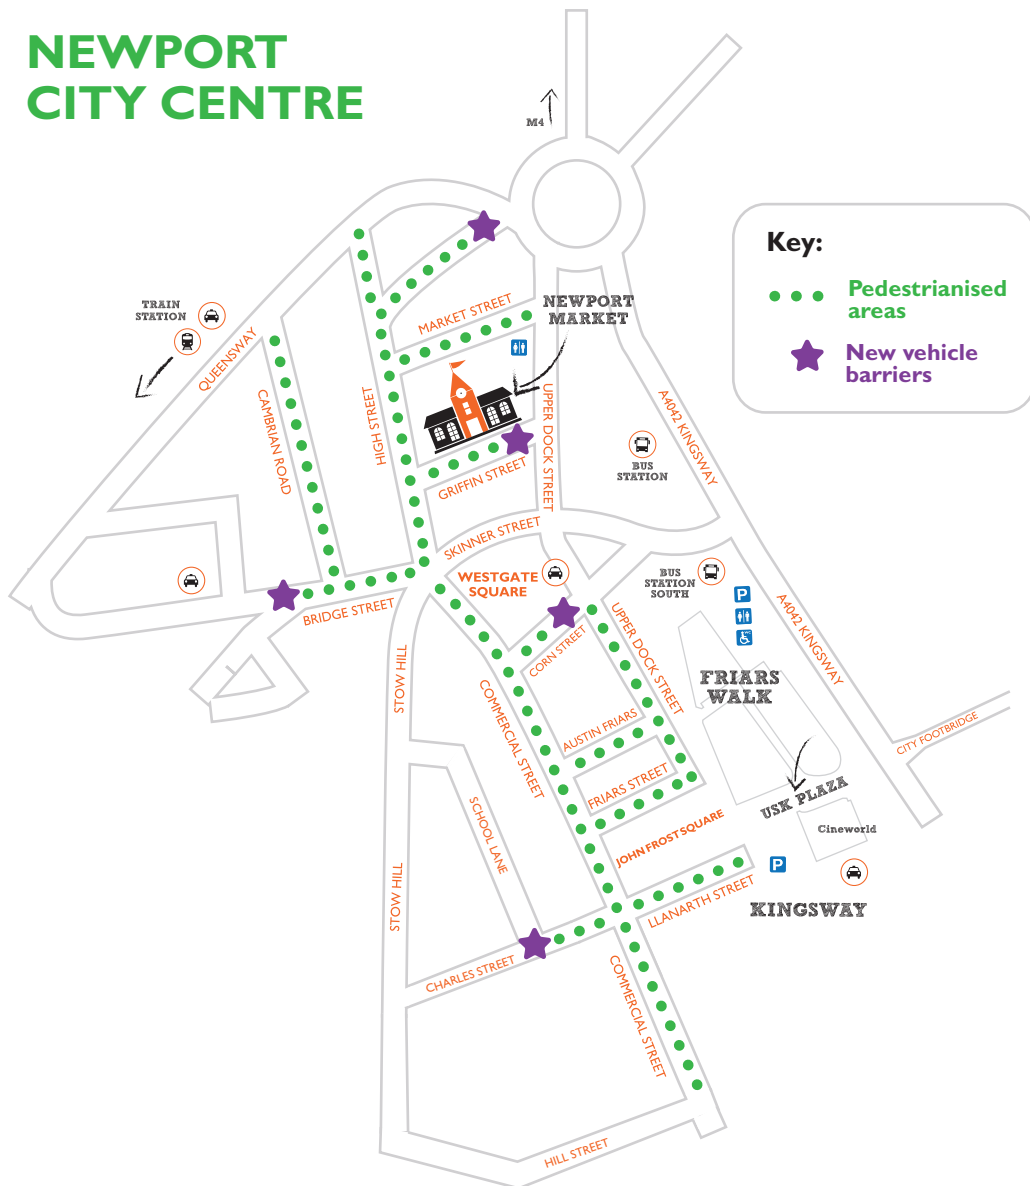 NEWPORT
CITY CENTRE
M4
Key:
Pedestrianised
areas
New vehicle
barriers
TRAIN
STATION
QUEENSWAY
MARKET STREET
NEWPORT
MARKET
CAMBRIAN ROAD
HIGH STREET
UPPER DOCK STREET
A4042 KINGSWAY
BUS
STATION
GRIFFIN STREET
SKINNER STREET
WESTGATE
SQUARE
BUS
STATION
SOUTH
P
BRIDGE STREET
STOW HILL
CORN STREET
UPPER DOCK STREET
A4042 KINGSWAY
FRIARS
WALK
COMMERCIAL STREET
AUSTIN FRIARS
CITY FOOTBRIDGE
FRIARS STREET
USK PLAZA
SCHOOL LANE
JOHN FROST SQUARE
Cineworld
P
STOW HILL
LLANARTH STREET
KINGSWAY
CHARLES STREET
COMMERCIAL STREET
HILL STREET